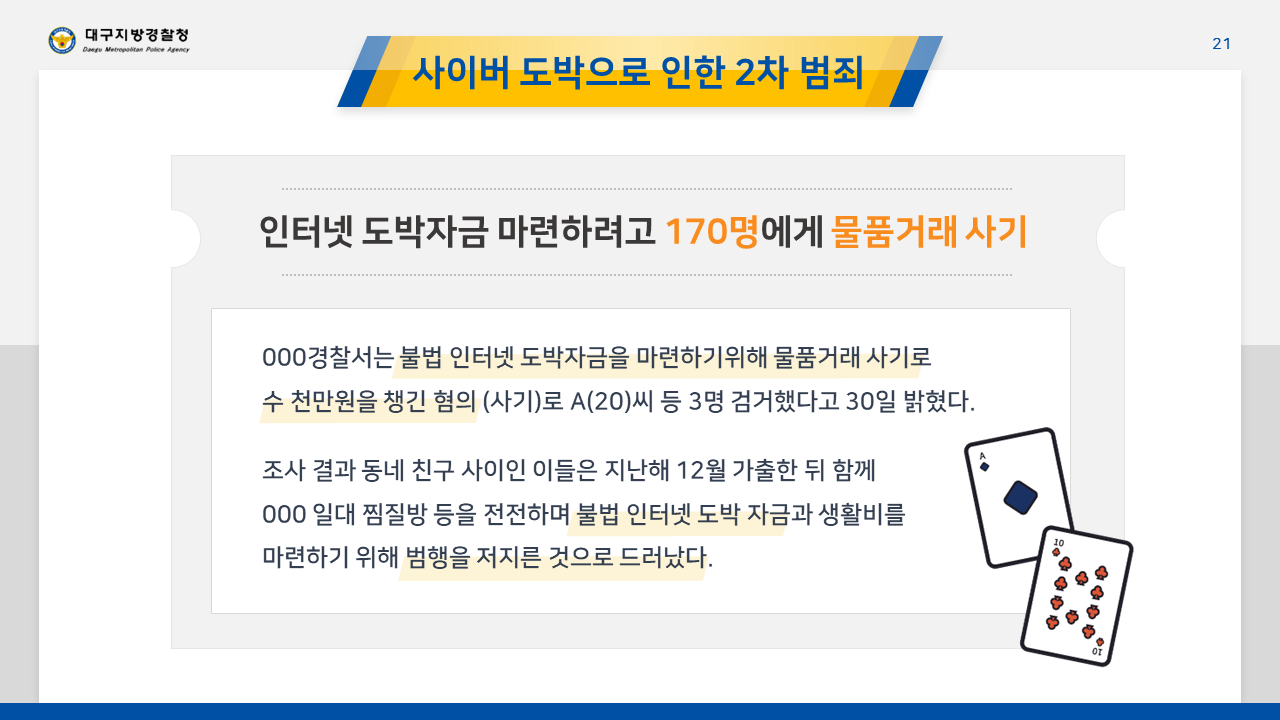 대구지방경찰청
Daegu Metropolitan Police Agency
21
사이버 도박으로 인한 2차 범죄
인터넷 도박자금 마련하려고 170명에게 물품거래 사기
OOO경찰서는 불법 인터넷 도박자금을 마련하기위해 물품거래 사기로
수 천만원을 챙긴 혐의 (사기)로 A(20)씨 등 3명 검거했다고 30일 밝혔다.
조사 결과 동네 친구 사이인 이들은 지난해 12월 가출한 뒤 함께
OOO 일대 찜질방 등을 전전하며 불법 인터넷 도박 자금과 생활비를
마련하기 위해 범행을 저지른 것으로 드러났다.
A
10
10